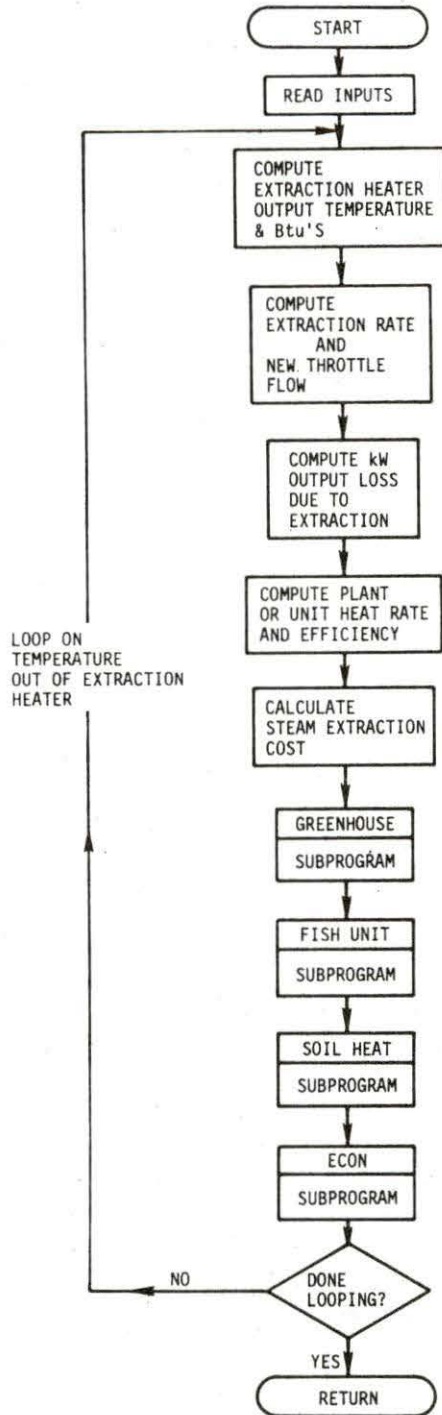 START
READ INPUTS
COMPUTE
EXTRACTION HEATER
OUTPUT TEMPERATURE
& Btu'S
COMPUTE
EXTRACTION RATE
AND
NEW THROTTLE
FLOW
COMPUTE kW
OUTPUT LOSS
DUE TO
EXTRACTION
COMPUTE PLANT
OR UNIT HEAT RATE
AND EFFICIENCY
LOOP ON
TEMPERATURE
OUT OF EXTRACTION
HEATER
CALCULATE
STEAM EXTRACTION
COST
GREENHOUSE
SUBPROGRAM
FISH UNIT
SUBPROGRAM
SOIL HEAT
SUBPROGRAM
ECON
SUBPROGRAM
DONE
LOOPING?
NO
YES
RETURN